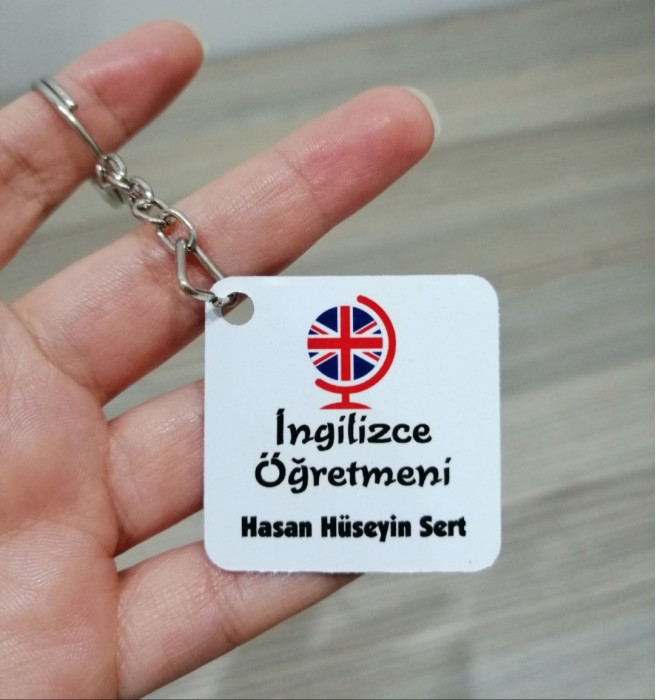 İngilizce
Öğretmeni
Hasan Hüseyin Sert